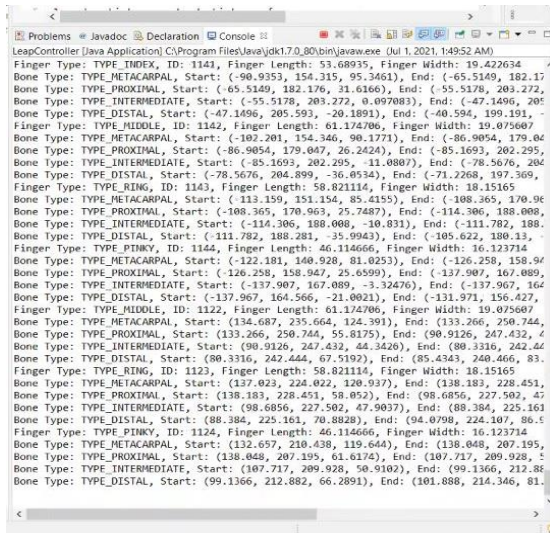 Problems @ Javadoc Declaration Console
LeapController [Java Application] C:\Program Files\Java\jdk1.7.0_80\bin\javaw.exe (Jul 1, 2021, 1:49:52 AM)
Finger Type: TYPE_INDEX, ID: 1141, Finger Length: 53.68935, Finger Width: 19.422634
Bone Type: TYPE_METACARPAL, Start: (-90.9353, 154.315, 95.3461), End: (-65.5149, 182.17
Bone Type: TYPE_PROXIMAL, Start: (-65.5149, 182.176, 31.6166), End: (-55.5178, 203.272,
Bone Type: TYPE_INTERMEDIATE, Start: (-55.5178, 203.272, 0.097083), End: (-47.1496, 205
Bone Type: TYPE_DISTAL, Start: (-47.1496, 205.593, -20.1891), End: (-40.594, 199.191, -
Finger Type: TYPE_MIDDLE, ID: 1142, Finger Length: 61.174706, Finger Width: 19.075607
Bone Type: TYPE_METACARPAL, Start: (-102.201, 154.346, 90.1771), End: (-86.9054, 179.04
Bone Type: TYPE_PROXIMAL, Start: (-86.9054, 179.047, 26.2424), End: (-85.1693, 202.295,
Bone Type: TYPE_INTERMEDIATE, Start: (-85.1693, 202.295, -11.0807), End: (-78.5676, 204
Bone Type: TYPE_DISTAL, Start: (-78.5676, 204.899, -36.0534), End: (-71.2268, 197.369,
Finger Type: TYPE_RING, ID: 1143, Finger Length: 58.821114, Finger Width: 18.15165
Bone Type: TYPE_METACARPAL, Start: (-113.159, 151.154, 85.4155), End: (-108.365, 170.96
Bone Type: TYPE_PROXIMAL, Start: (-108.365, 170.963, 25.7487), End: (-114.306, 188.008,
Bone Type: TYPE_INTERMEDIATE, Start: (-114.306, 188.008, -10.831), End: (-111.782, 188.
Bone Type: TYPE_DISTAL, Start: (-111.782, 188.281, -35.9943), End: (-105.622, 180.13, -
Finger Type: TYPE_PINKY, ID: 1144, Finger Length: 46.114666, Finger Width: 16.123714
Bone Type: TYPE_METACARPAL, Start: (-122.181, 140.928, 81.0253), End: (-126.258, 158.94
Bone Type: TYPE_PROXIMAL, Start: (-126.258, 158.947, 25.6599), End: (-137.907, 167.089,
Bone Type: TYPE_INTERMEDIATE, Start: (-137.907, 167.089, -3.32476), End: (-137.967, 164
Bone Type: TYPE_DISTAL, Start: (-137.967, 164.566, -21.0021), End: (-131.971, 156.427,
Finger Type: TYPE_MIDDLE, ID: 1122, Finger Length: 61.174706, Finger Width: 19.075607
Bone Type: TYPE_METACARPAL, Start: (134.687, 235.664, 124.391), End: (133.266, 250.744,
Bone Type: TYPE_PROXIMAL, Start: (133.266, 250.744, 55.8175), End: (90.9126, 247.432, 4
Bone Type: TYPE_INTERMEDIATE, Start: (90.9126, 247.432, 44.3426), End: (80.3316, 242.44
Bone Type: TYPE_DISTAL, Start: (80.3316, 242.444, 67.5192), End: (85.4343, 240.466, 83.
Finger Type: TYPE_RING, ID: 1123, Finger Length: 58.821114, Finger Width: 18.15165
Bone Type: TYPE_METACARPAL, Start: (137.023, 224.022, 120.937), End: (138.183, 228.451,
Bone Type: TYPE_PROXIMAL, Start: (138.183, 228.451, 58.052), End: (98.6856, 227.502, 47
Bone Type: TYPE_INTERMEDIATE, Start: (98.6856, 227.502, 47.9037), End: (88.384, 225.161
Bone Type: TYPE_DISTAL, Start: (88.384, 225.161, 70.8828), End: (94.0798, 224.107, 86.9
Finger Type: TYPE_PINKY, ID: 1124, Finger Length: 46.114666, Finger Width: 16.123714
Bone Type: TYPE_METACARPAL, Start: (132.657, 210.438, 119.644), End: (138.048, 207.195,
Bone Type: TYPE_PROXIMAL, Start: (138.048, 207.195, 61.6174), End: (107.717, 209.928, 5
Bone Type: TYPE_INTERMEDIATE, Start: (107.717, 209.928, 50.9102), End: (99.1366, 212.88
Bone Type: TYPE_DISTAL, Start: (99.1366, 212.882, 66.2891), End: (101.888, 214.346, 81.